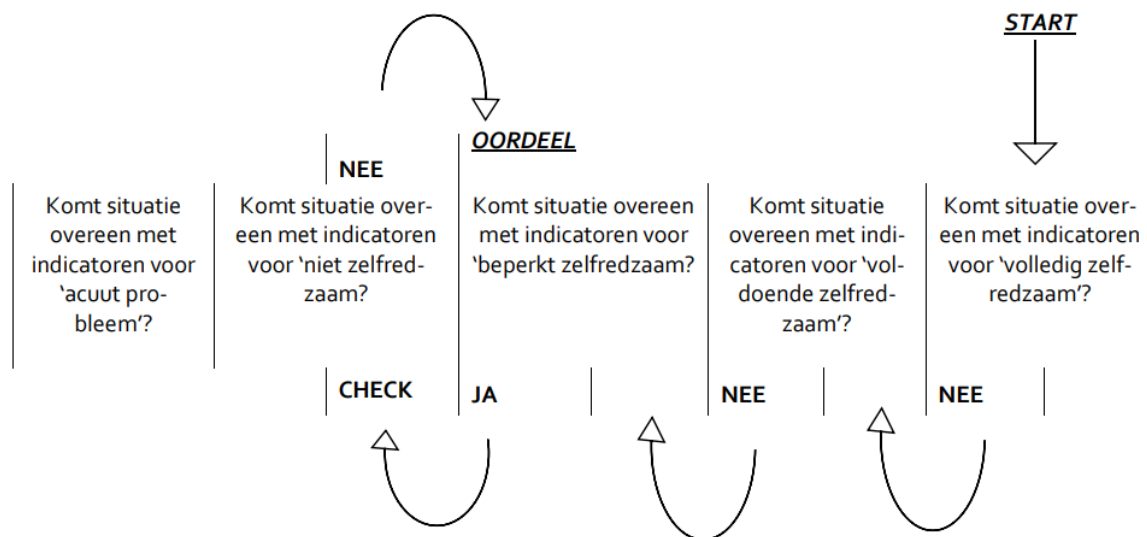 START
OORDEEL
NEE
Komt situatie
overeen met
indicatoren voor
‘acuut pro-
bleem’?
Komt situatie over-
een met indicatoren
voor ‘niet zelfred-
zaam?
Komt situatie overeen
met indicatoren voor
‘beperkt zelfredzaam?
Komt situatie
overeen met indi-
catoren voor ‘vol-
doende zelfred-
zaam’?
Komt situatie over-
een met indicatoren
voor ‘volledig zelf-
redzaam’?
CHECK
JA
NEE
NEE